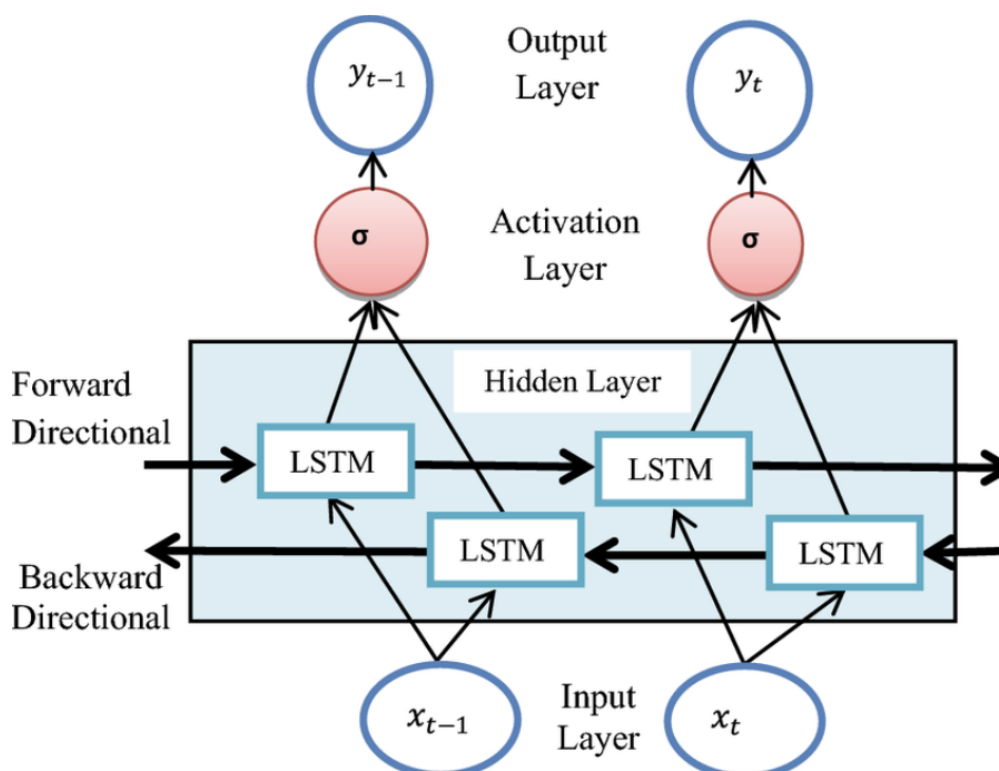 Output
Layer
y_{t-1}
y_t
Activation
Layer
σ
σ
Hidden Layer
Forward
Directional
LSTM
LSTM
LSTM
LSTM
Backward
Directional
Input
Layer
x_{t-1}
x_t